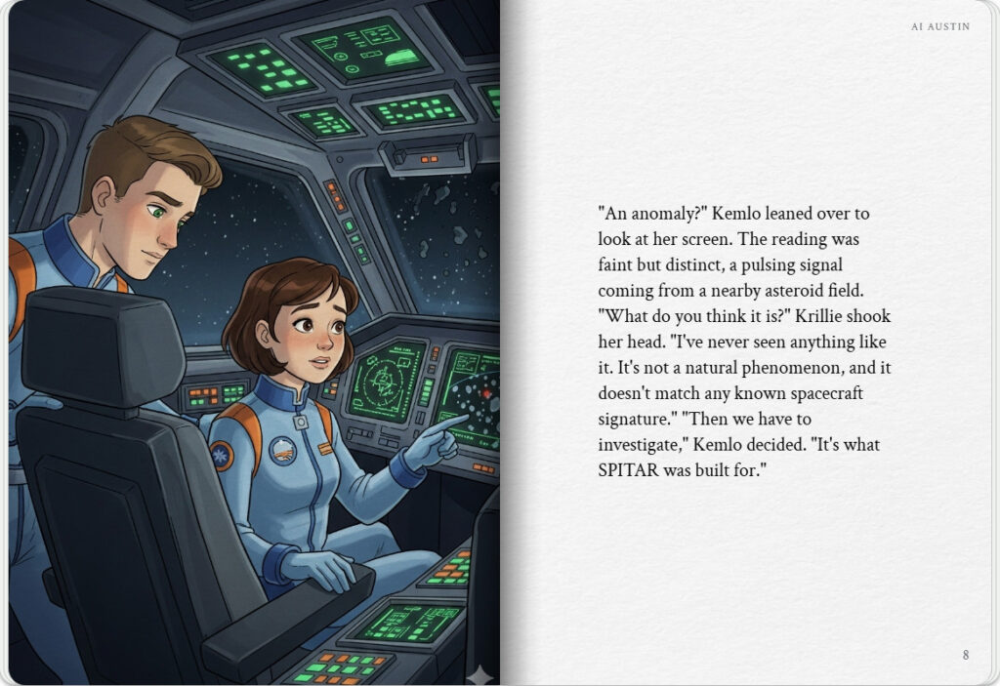 AI AUSTIN
"An anomaly?" Kemlo leaned over to
look at her screen. The reading was
faint but distinct, a pulsing signal
coming from a nearby asteroid field.
"What do you think it is?" Krillie shook
her head. "I've never seen anything like
it. It's not a natural phenomenon, and it
doesn't match any known spacecraft
signature." "Then we have to
investigate," Kemlo decided. "It's what
SPITAR was built for."
8